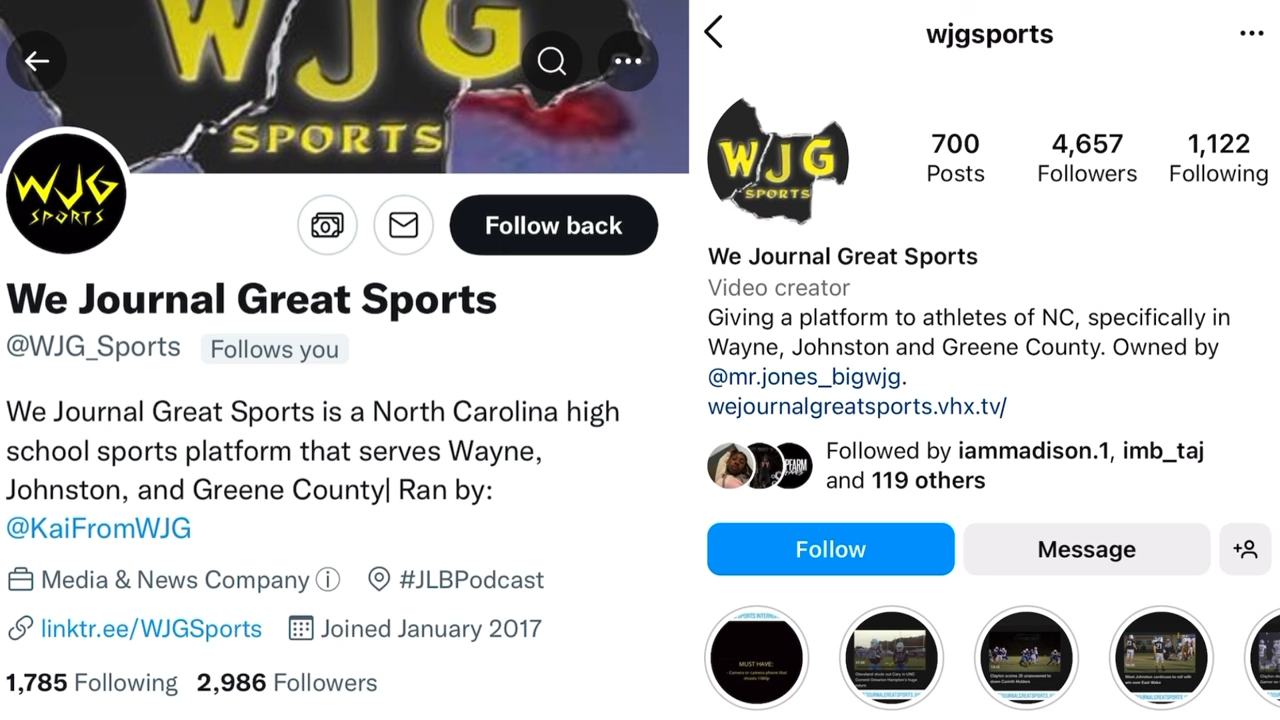 WJG
SPORTS
WJG
SPORTS
Follow back
We Journal Great Sports
@WJG_Sports Follows you
We Journal Great Sports is a North Carolina high
school sports platform that serves Wayne,
Johnston, and Greene County| Ran by:
@KaiFromWJG
Media & News Company #JLBPodcast
linktr.ee/WJGSports Joined January 2017
1,785 Following 2,986 Followers
wjgsports
WJG
SPORTS
700 4,657 1,122
Posts Followers Following
We Journal Great Sports
Video creator
Giving a platform to athletes of NC, specifically in
Wayne, Johnston and Greene County. Owned by
@mr.jones_bigwjg.
wejournalgreatsports.vhx.tv/
Followed by iammadison.1, imb_taj
and 119 others
Follow Message
MUST HAVE: